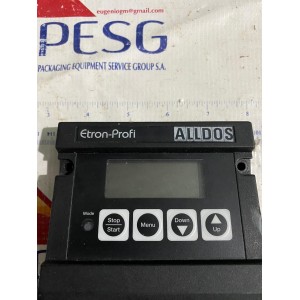 eugeniogm@gmail.com
PESG
PACKAGING EQUIPMENT SERVICE GROUP S.A.
Etron-Profi
ALLDOS
Mode
Stop
Start
Menu
Down
Up